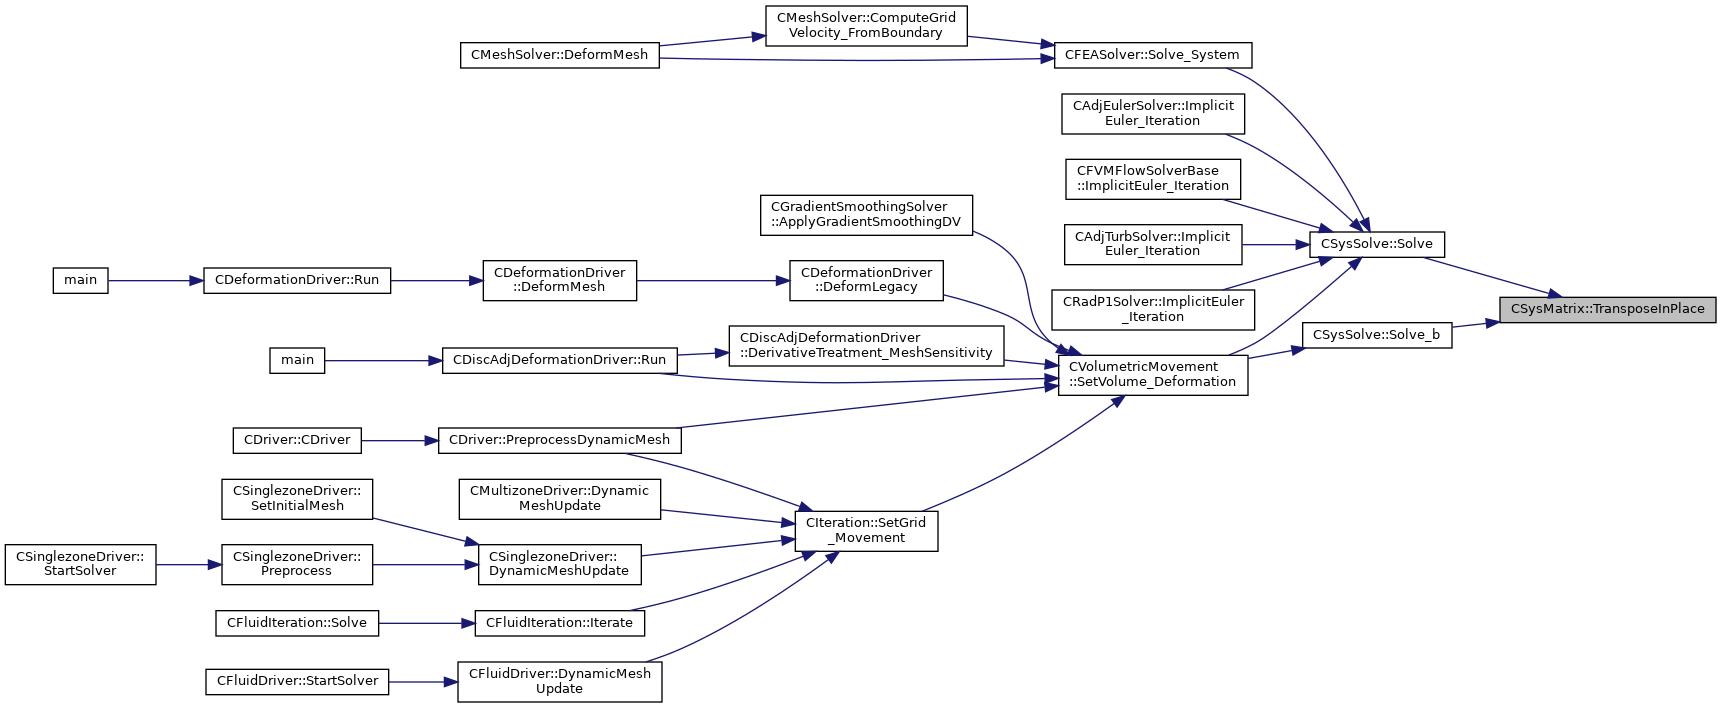 CMeshSolver::ComputeGrid
Velocity_FromBoundary
CMeshSolver::DeformMesh
CFEASolver::Solve_System
CAdjEulerSolver::Implicit
Euler_Iteration
CFVMFlowSolverBase
::ImplicitEuler_Iteration
CGradientSmoothingSolver
::ApplyGradientSmoothingDV
CAdjTurbSolver::Implicit
Euler_Iteration
CSysSolve::Solve
main
CDeformationDriver::Run
CDeformationDriver
::DeformMesh
CDeformationDriver
::DeformLegacy
CRadP1Solver::ImplicitEuler
_Iteration
CSysMatrix::TransposeInPlace
CSysSolve::Solve_b
main
CDiscAdjDeformationDriver::Run
CDiscAdjDeformationDriver
::DerivativeTreatment_MeshSensitivity
CVolumetricMovement
::SetVolume_Deformation
CDriver::CDriver
CDriver::PreprocessDynamicMesh
CSinglezoneDriver::
SetInitialMesh
CMultizoneDriver::Dynamic
MeshUpdate
CIteration::SetGrid
_Movement
CSinglezoneDriver::
StartSolver
CSinglezoneDriver::
Preprocess
CSinglezoneDriver::
DynamicMeshUpdate
CFluidIteration::Solve
CFluidIteration::Iterate
CFluidDriver::StartSolver
CFluidDriver::DynamicMesh
Update